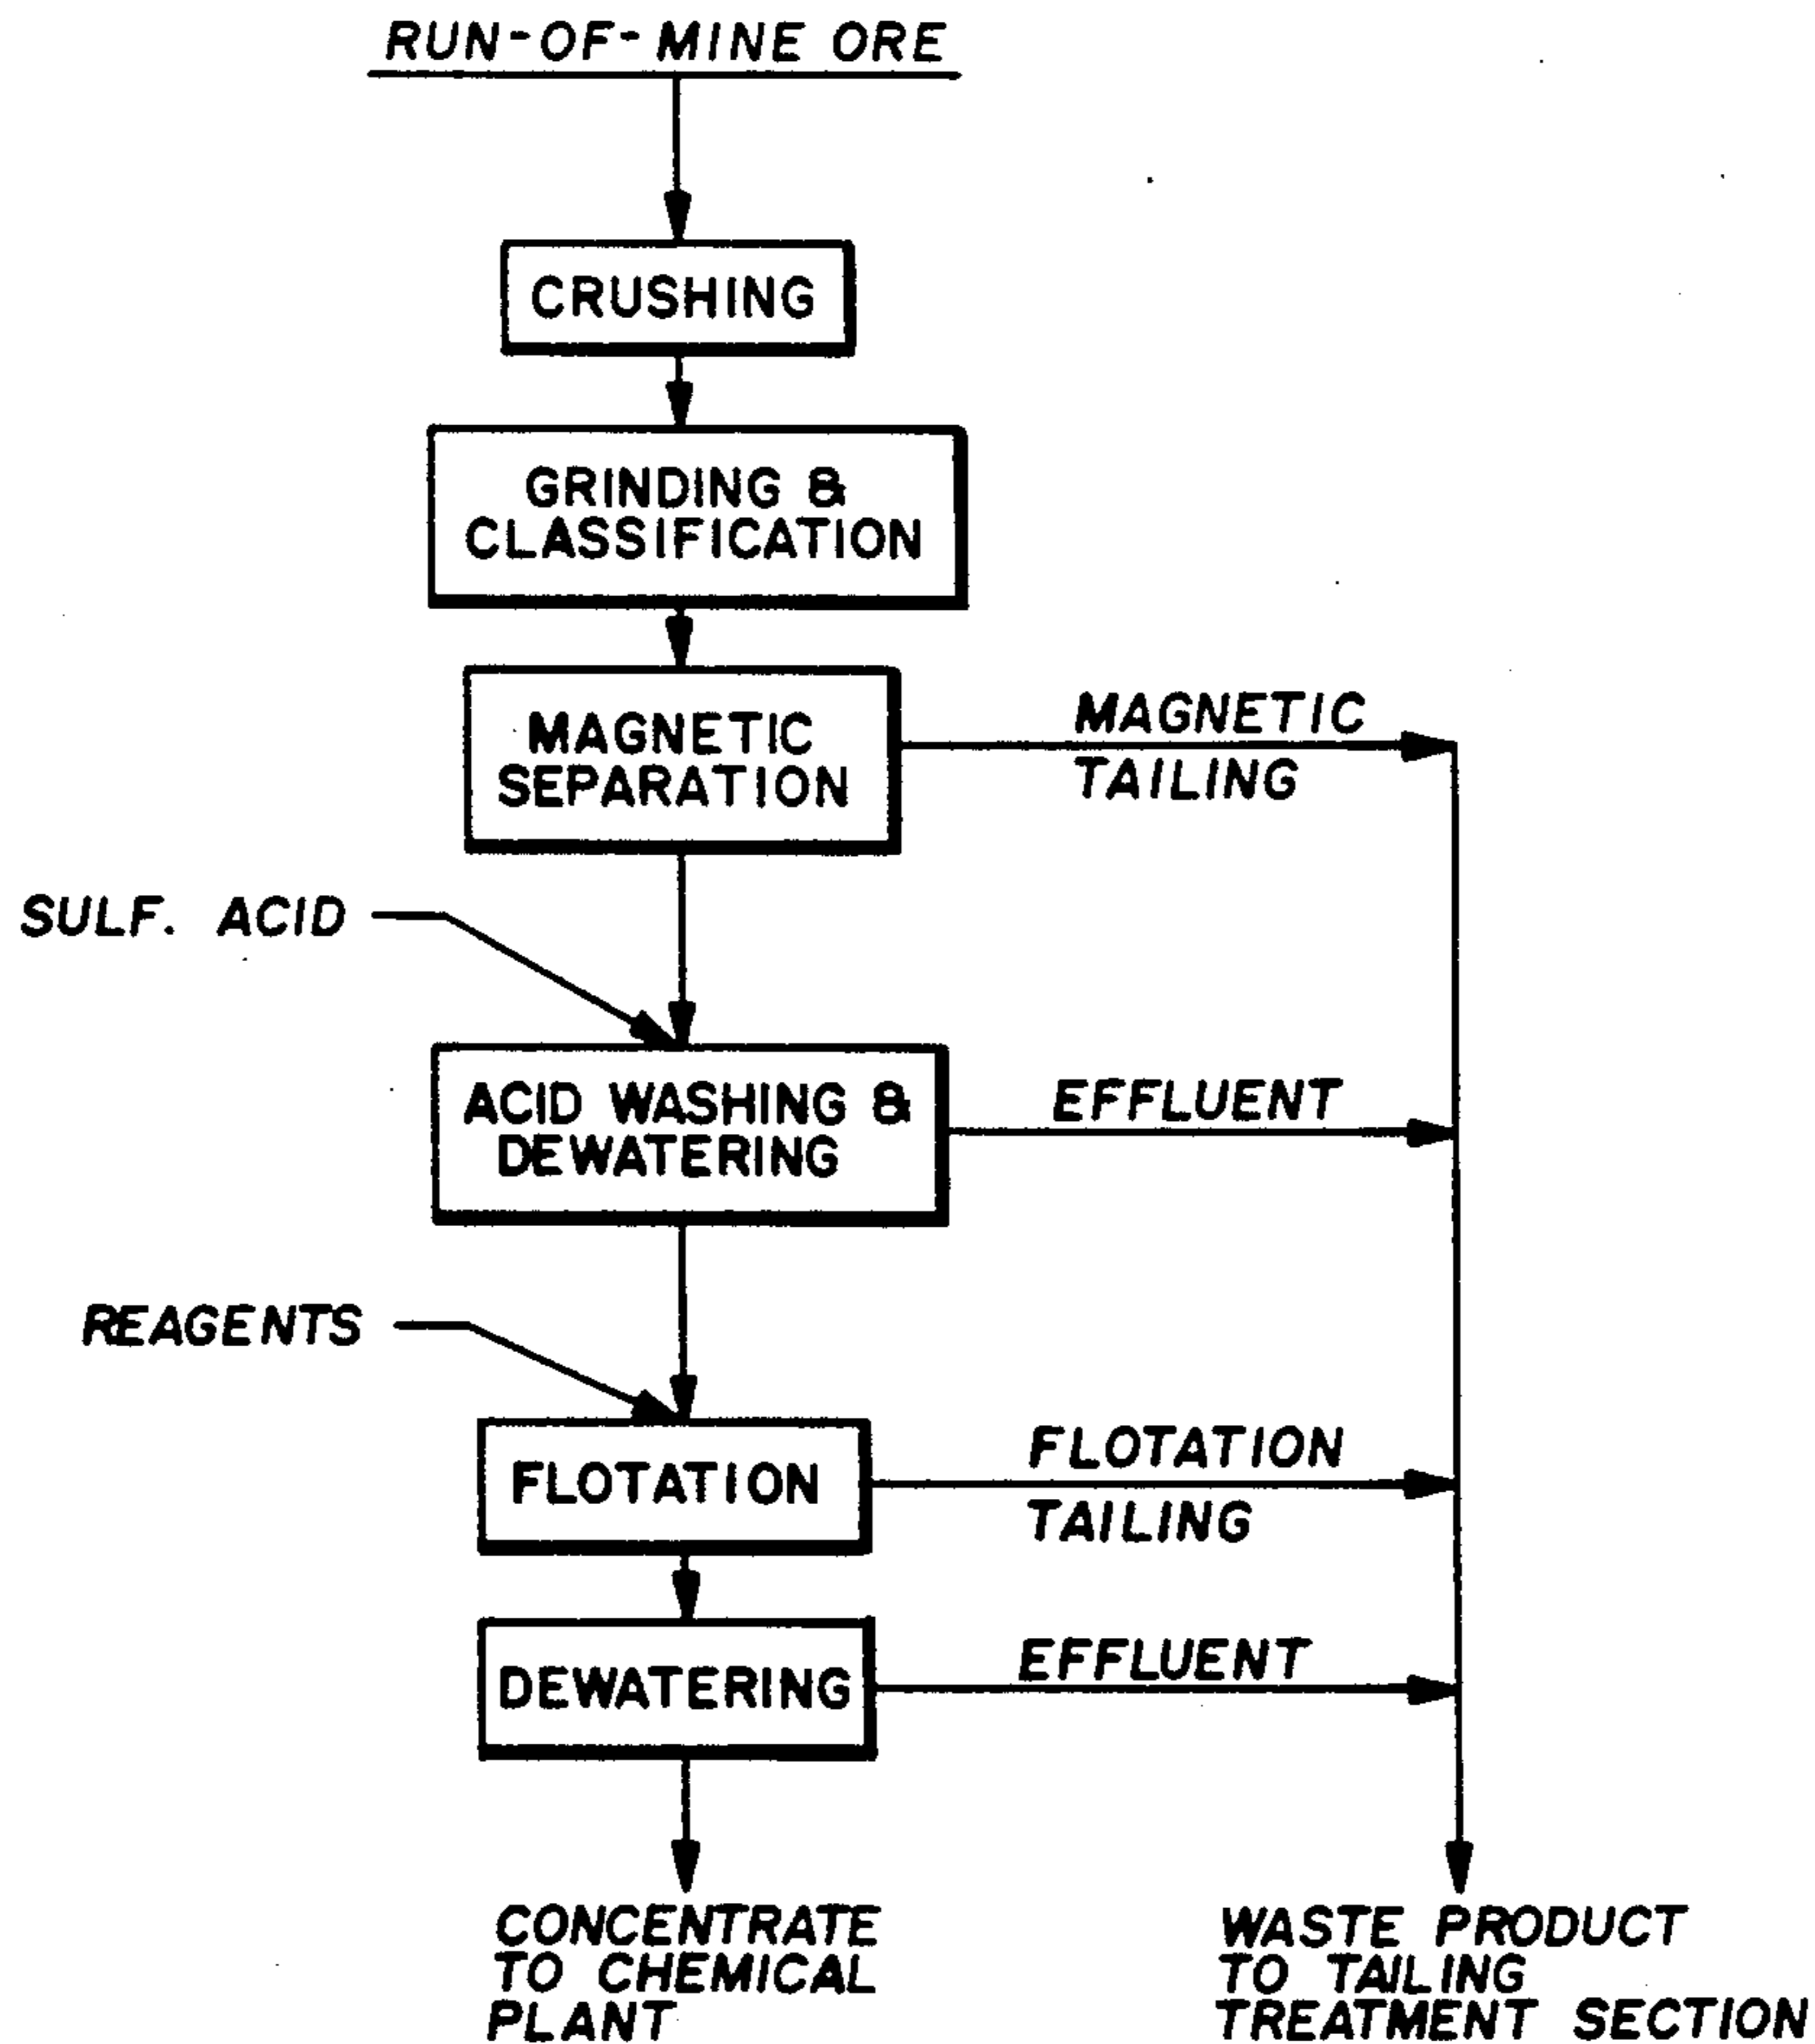 RUN-OF-MINE ORE
CRUSHING
GRINDING &
CLASSIFICATION
MAGNETIC
SEPARATION
MAGNETIC
TAILING
SULF. ACID
ACID WASHING &
DEWATERING
EFFLUENT
REAGENTS
FLOTATION
FLOTATION
TAILING
DEWATERING
EFFLUENT
CONCENTRATE
TO CHEMICAL
PLANT
WASTE PRODUCT
TO TAILING
TREATMENT SECTION